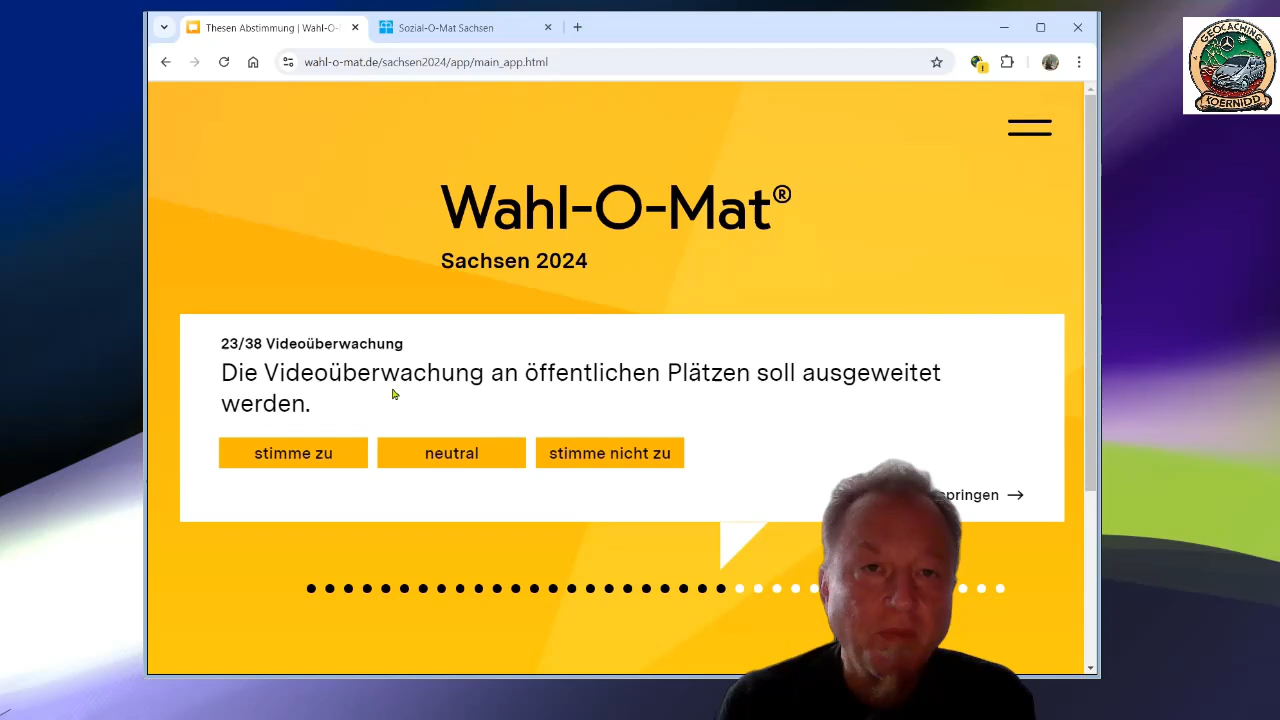 Thesen Abstimmung | Wahl-O-
Sozial-O-Mat Sachsen
wahl-o-mat.de/sachsen2024/app/main_app.html
GEOCACHING
KOERNIDD
Wahl-O-Mat®
Sachsen 2024
23/38 Videoüberwachung
Die Videoüberwachung an öffentlichen Plätzen soll ausgeweitet
werden.
stimme zu
neutral
stimme nicht zu